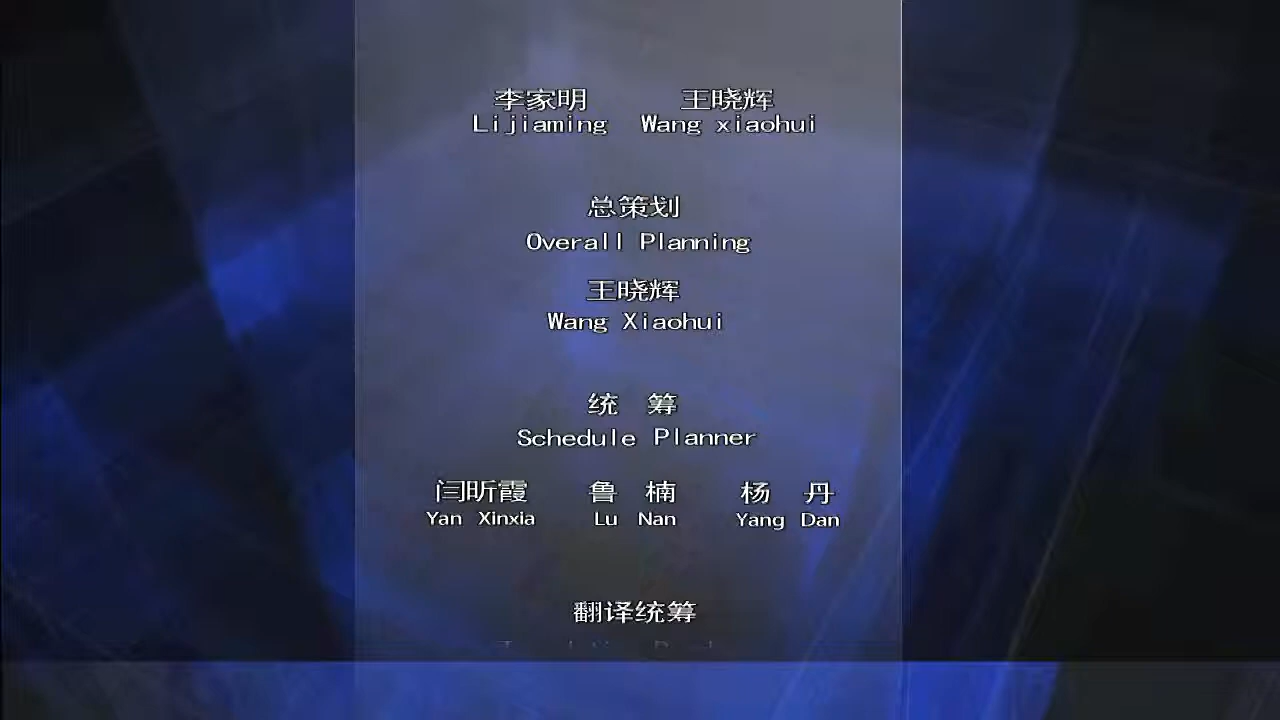 李家明 王晓辉
Lijiaming Wang xiaohui
总策划
Overall Planning
王晓辉
Wang Xiaohui
统 筹
Schedule Planner
闫昕霞 鲁 楠 杨 丹
Yan Xinxia Lu Nan Yang Dan
翻译统筹